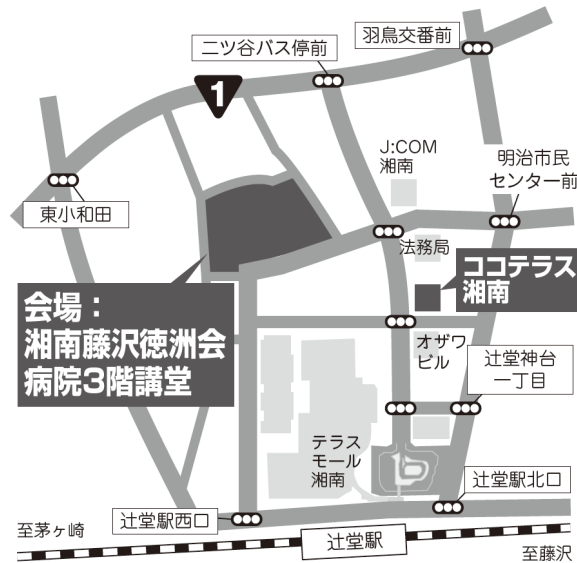 羽鳥交番前
二ツ谷バス停前
1
J:COM
湘南
明治市民
センター前
東小和田
法務局
ココテラス
湘南
会場：
湘南藤沢徳洲会
病院3階講堂
オザワ
ビル
辻堂神台
一丁目
テラス
モール
湘南
辻堂駅北口
辻堂駅西口
至茅ヶ崎
辻堂駅
至藤沢